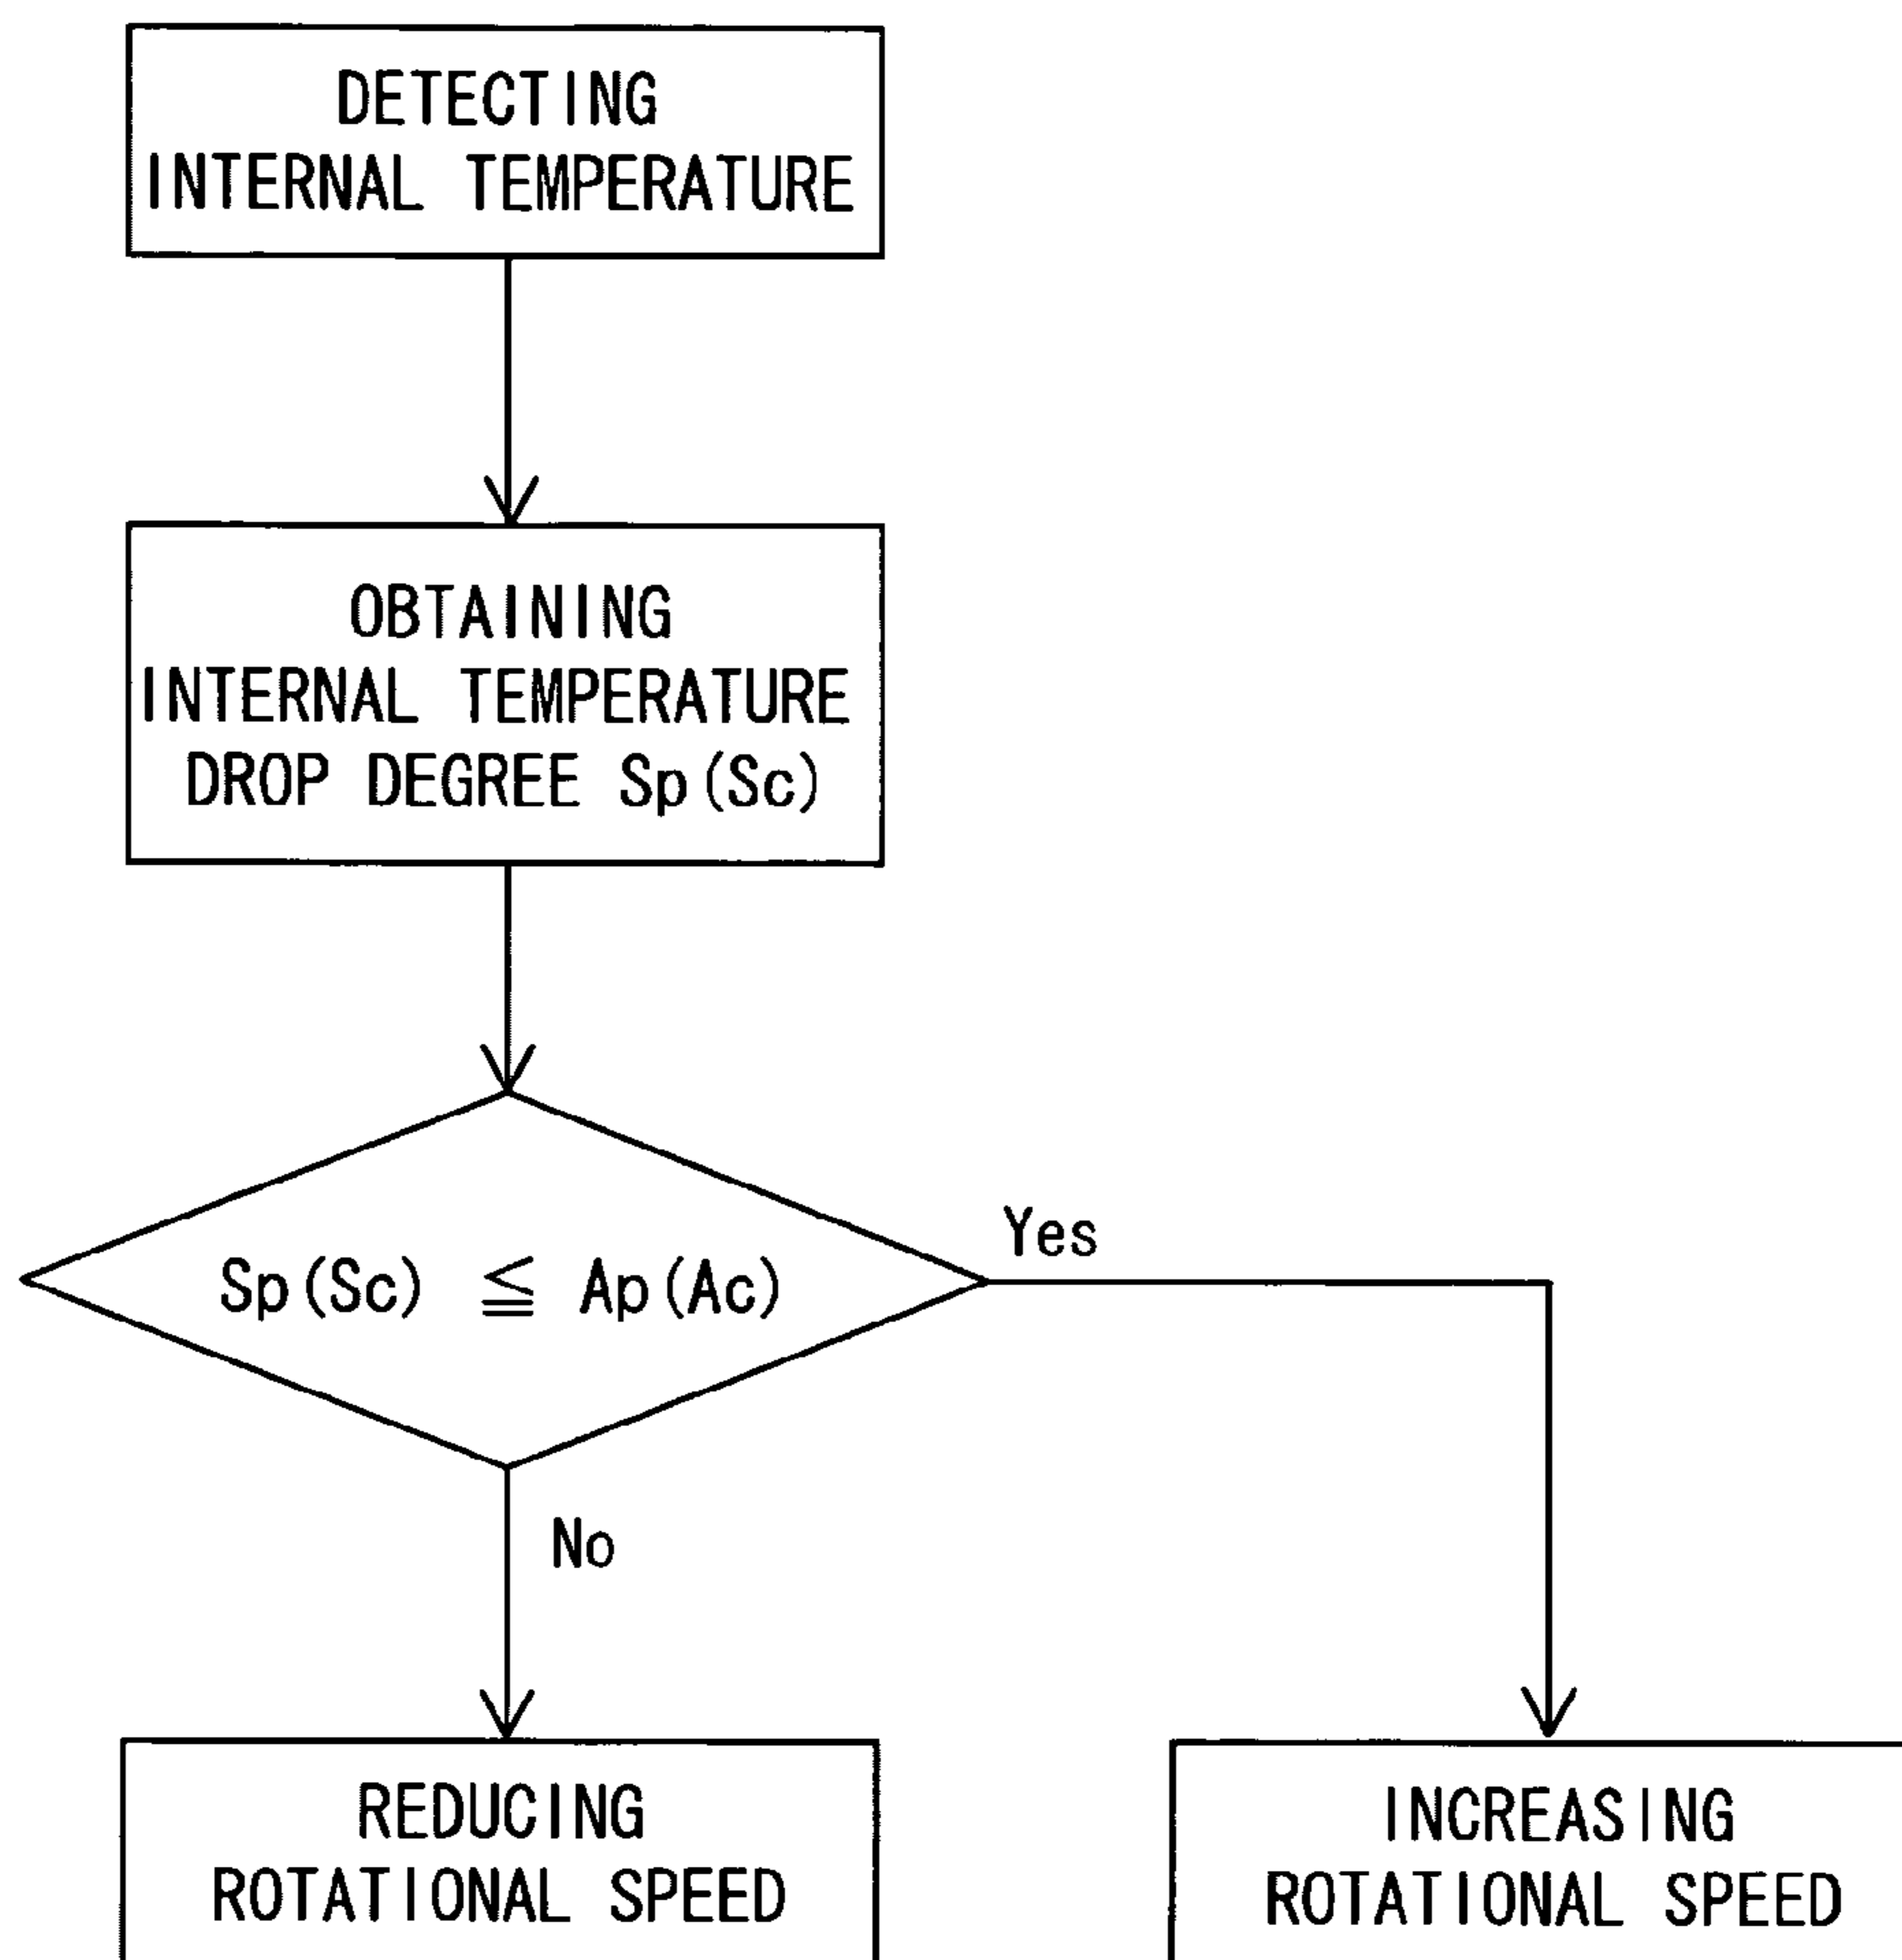 DETECTING
INTERNAL TEMPERATURE
OBTAINING
INTERNAL TEMPERATURE
DROP DEGREE Sp(Sc)
Sp(Sc) ≦ Ap(Ac)
Yes
No
REDUCING
ROTATIONAL SPEED
INCREASING
ROTATIONAL SPEED